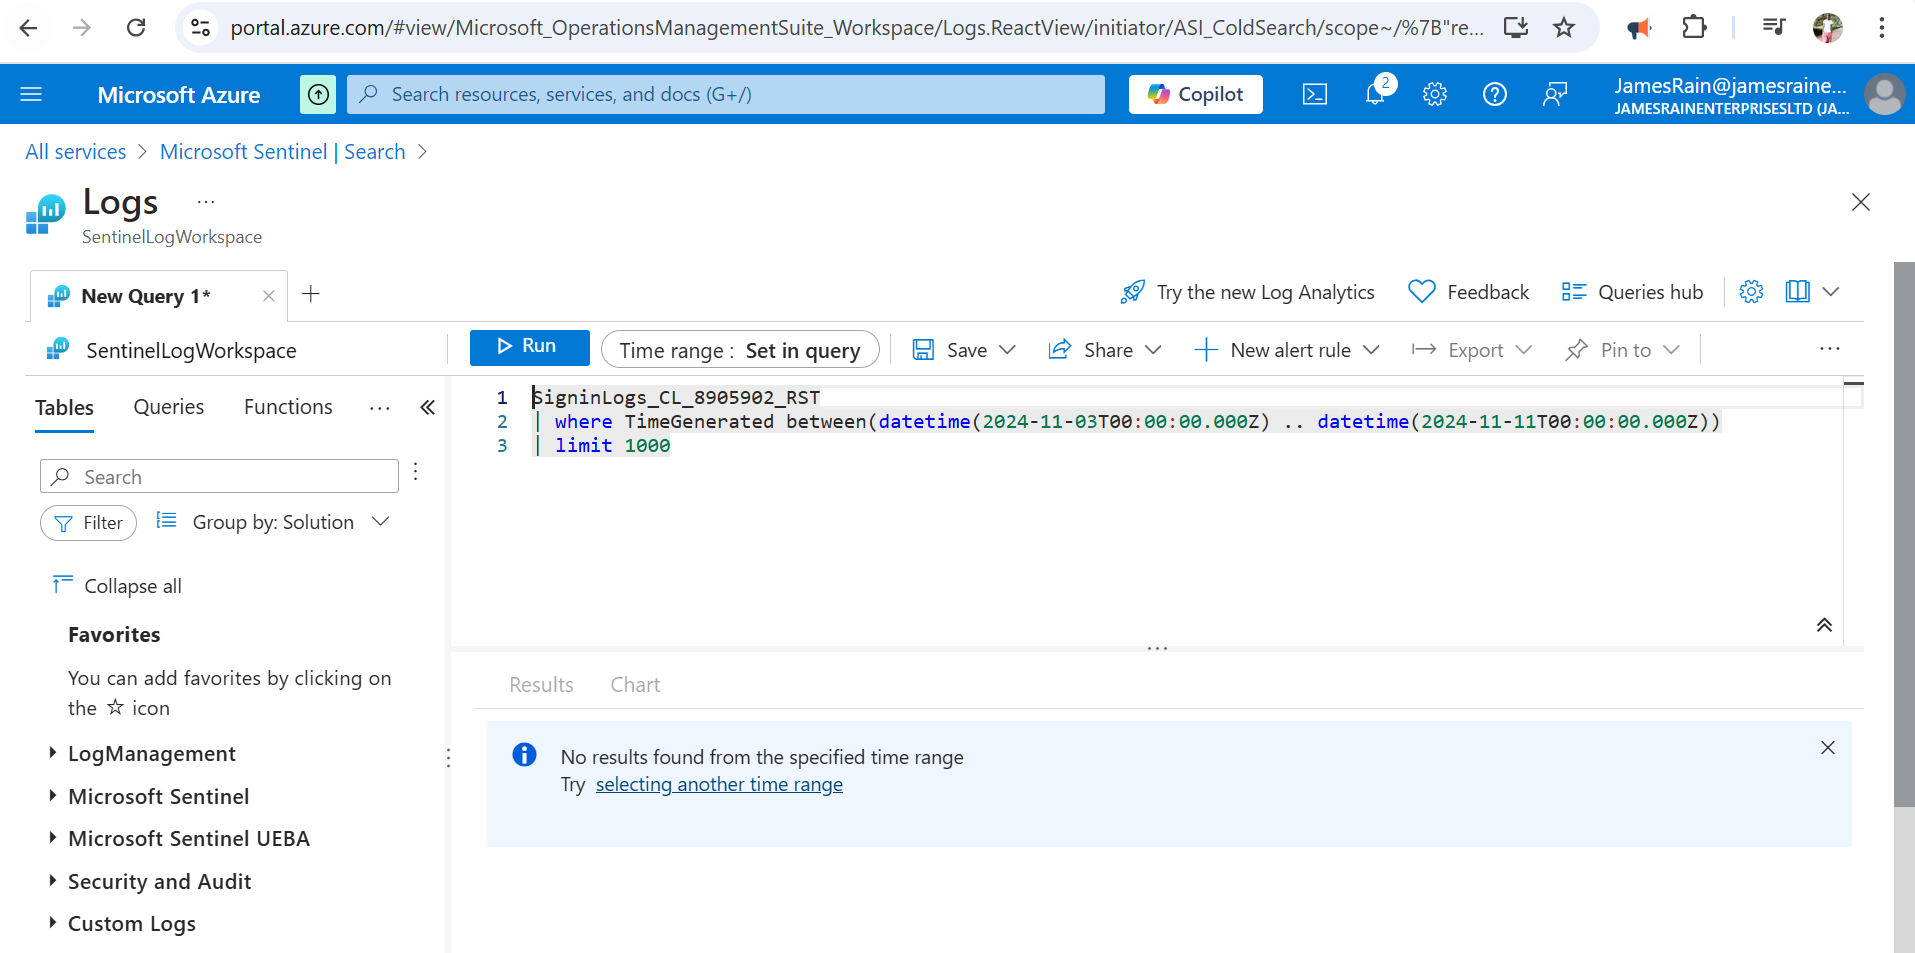 portal.azure.com/#view/Microsoft_OperationsManagementSuite_Workspace/Logs.ReactView/initiator/ASI_ColdSearch/scope~/%7B"re...
Microsoft Azure
Search resources, services, and docs (G+/)
Copilot
2
JamesRain@jamesraine...
JAMESRAINENTERPRISESLTD (JA...
All services > Microsoft Sentinel | Search >
Logs ...
SentinelLogWorkspace
New Query 1*
Try the new Log Analytics
Feedback
Queries hub
SentinelLogWorkspace
Run
Time range : Set in query
Save
Share
New alert rule
Export
Pin to
...
Tables
Queries
Functions
...
Search
Filter
Group by: Solution
Collapse all
Favorites
You can add favorites by clicking on
the ☆ icon
LogManagement
Microsoft Sentinel
Microsoft Sentinel UEBA
Security and Audit
Custom Logs
1 SigninLogs_CL_8905902_RST
2 | where TimeGenerated between(datetime(2024-11-03T00:00:00.000Z) .. datetime(2024-11-11T00:00:00.000Z))
3 | limit 1000
Results
Chart
No results found from the specified time range
Try selecting another time range